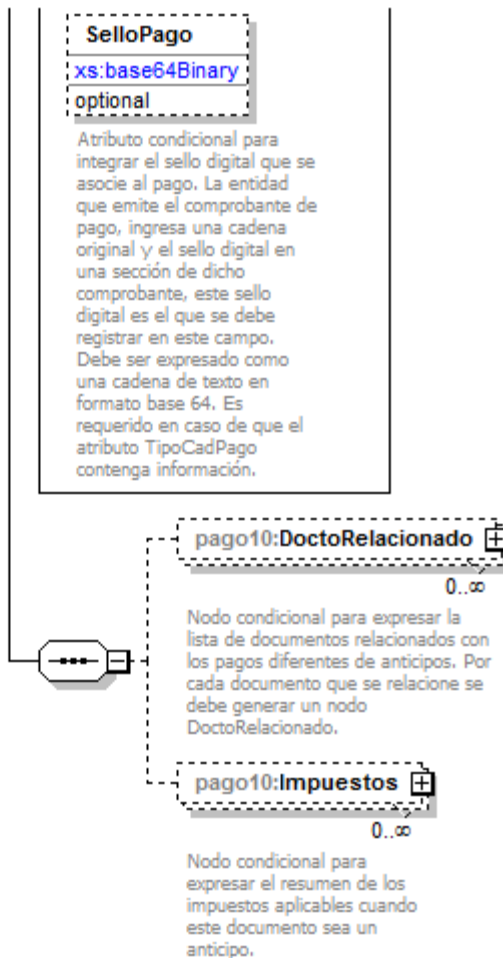 SelloPago
xs:base64Binary
optional
Atributo condicional para
integrar el sello digital que se
asocie al pago. La entidad
que emite el comprobante de
pago, ingresa una cadena
original y el sello digital en
una sección de dicho
comprobante, este sello
digital es el que se debe
registrar en este campo.
Debe ser expresado como
una cadena de texto en
formato base 64. Es
requerido en caso de que el
atributo TipoCadPago
contenga información.
pago10:DoctoRelacionado
0..∞
Nodo condicional para expresar la
lista de documentos relacionados con
los pagos diferentes de anticipos. Por
cada documento que se relacione se
debe generar un nodo
DoctoRelacionado.
pago10:Impuestos
0..∞
Nodo condicional para
expresar el resumen de los
impuestos aplicables cuando
este documento sea un
anticipo.